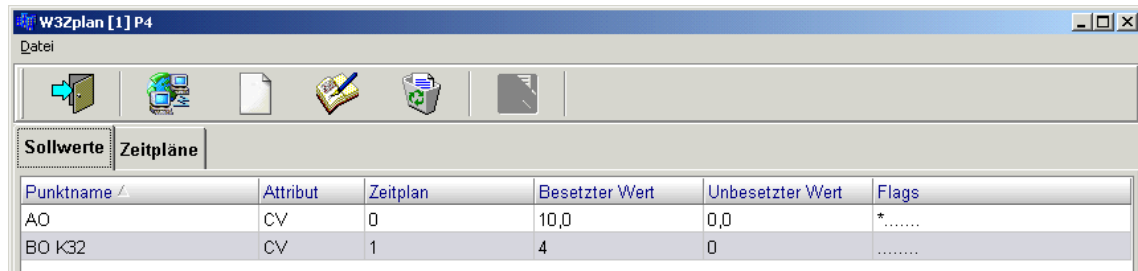 W3Zplan [1] P4
Datei
Sollwerte Zeitpläne
Punktname Attribut Zeitplan Besetzter Wert Unbesetzter Wert Flags
AO CV 0 10,0 0,0 *.......
BO K32 CV 1 4 0 ........